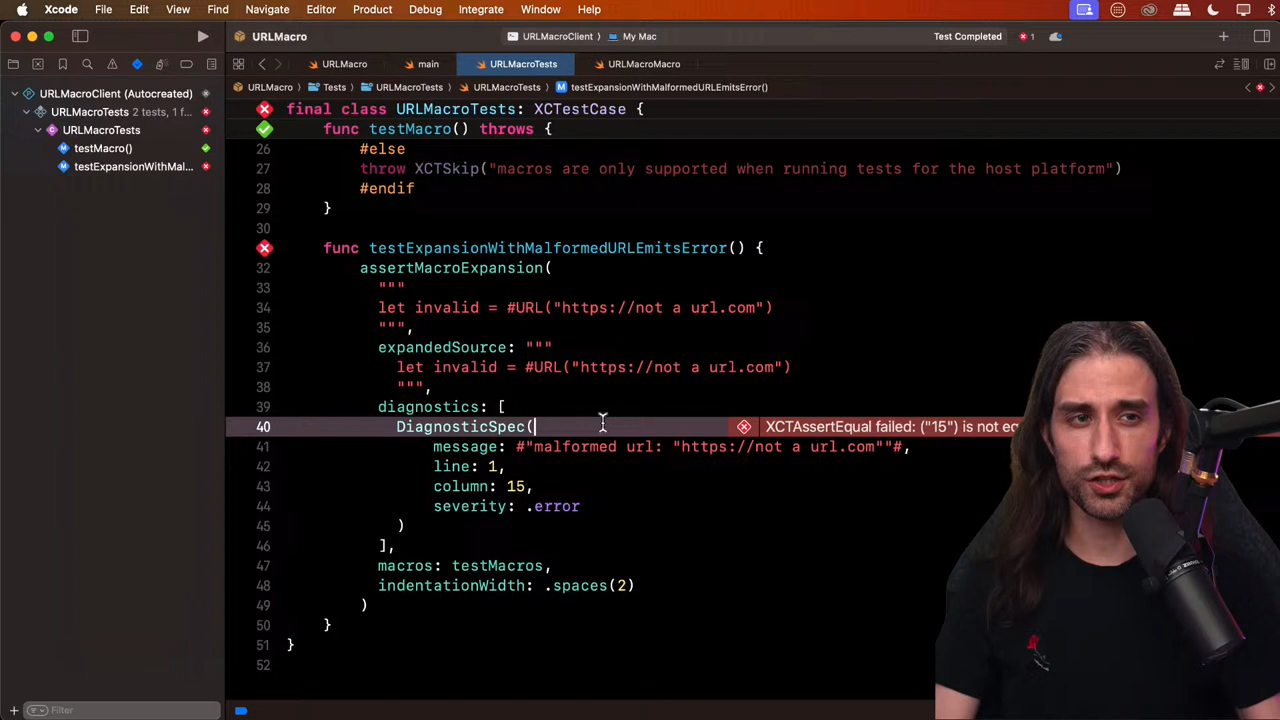 Xcode File Edit View Find Navigate Editor Product Debug Integrate Window Help
URLMacro URLMacroClient 〉 My Mac Test Completed 1
URLMacro main URLMacroTests URLMacroMacro
URLMacro 〉 Tests 〉 URLMacroTests 〉 URLMacroTests 〉 M testExpansionWithMalformedURLEmitsError()
URLMacroClient (Autocreated)
URLMacroTests 2 tests, 1 f...
URLMacroTests
M testMacro()
M testExpansionWithMal...
final class URLMacroTests: XCTestCase {
func testMacro() throws {
26 #else
27 throw XCTSkip("macros are only supported when running tests for the host platform")
28 #endif
29 }
30
func testExpansionWithMalformedURLEmitsError() {
32 assertMacroExpansion(
33 """
34 let invalid = #URL("https://not a url.com")
35 """,
36 expandedSource: """
37 let invalid = #URL("https://not a url.com")
38 """,
39 diagnostics: [
40 DiagnosticSpec( XCTAssertEqual failed: ("15") is not eq
41 message: #"malformed url: "https://not a url.com""#,
42 line: 1,
43 column: 15,
44 severity: .error
45 )
46 ],
47 macros: testMacros,
48 indentationWidth: .spaces(2)
49 )
50 }
51 }
52
Filter